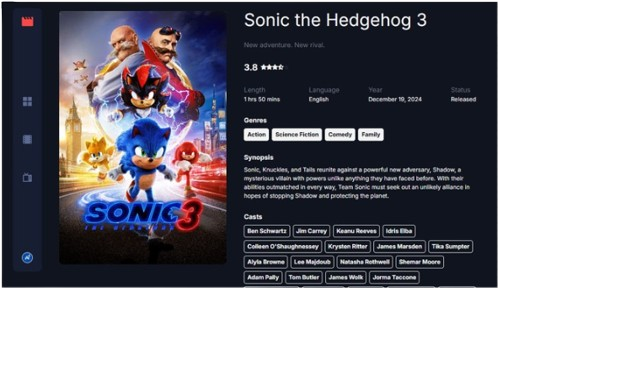 Sonic the Hedgehog 3
New adventure. New rival.
3.8
Length Language Year Status
1 hrs 50 mins English December 19, 2024 Released
Genres
Action Science Fiction Comedy Family
Synopsis
Sonic, Knuckles, and Tails reunite against a powerful new adversary, Shadow, a
mysterious villain with powers unlike anything they have faced before. With their
abilities outmatched in every way, Team Sonic must seek out an unlikely alliance in
hopes of stopping Shadow and protecting the planet.
Casts
Ben Schwartz Jim Carrey Keanu Reeves Idris Elba
Colleen O'Shaughnessey Krysten Ritter James Marsden Tika Sumpter
Alyla Browne Lee Majdoub Natasha Rothwell Shemar Moore
Adam Pally Tom Butler James Wolk Jorma Taccone
SONIC 3
THE HEDGEHOG